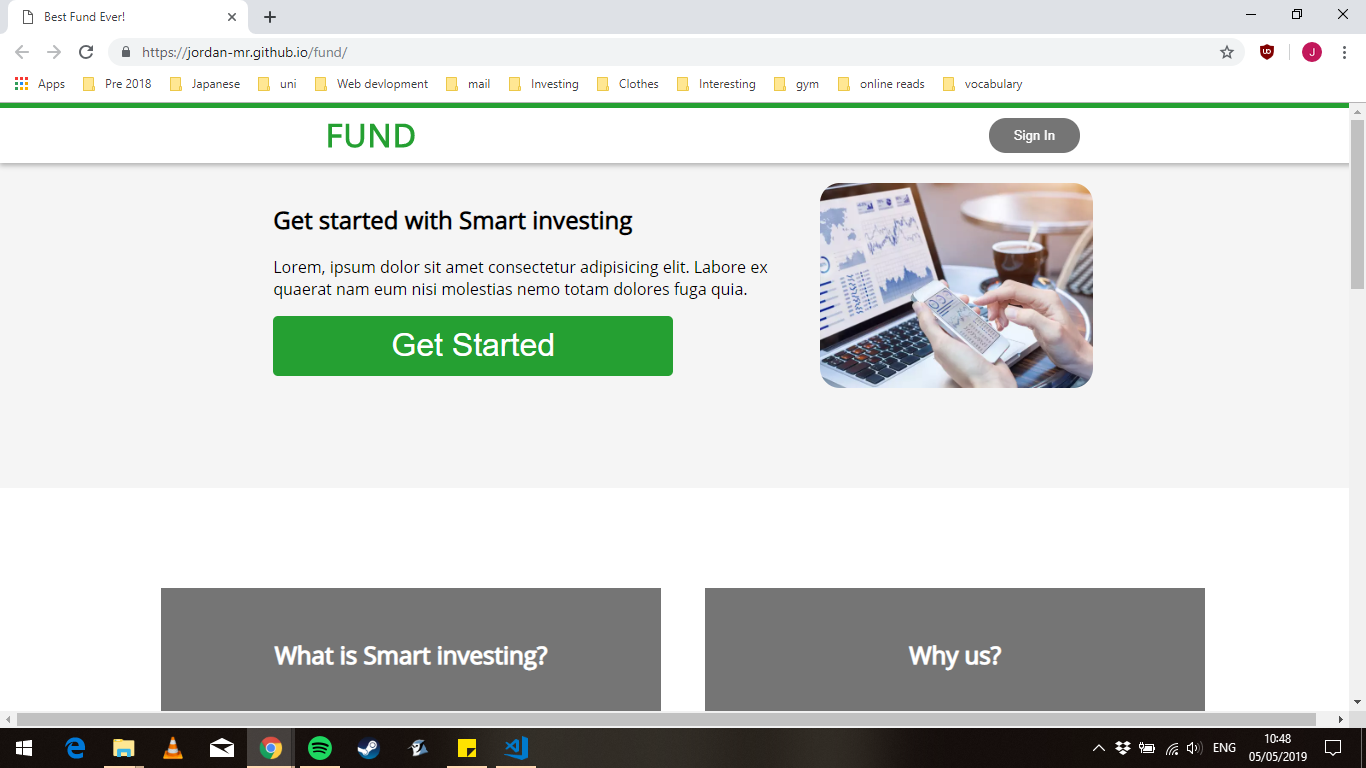 Best Fund Ever!
https://jordan-mr.github.io/fund/
J
Apps Pre 2018 Japanese uni Web devlopment mail Investing Clothes Interesting gym online reads vocabulary
FUND Sign In
Get started with Smart investing
Lorem, ipsum dolor sit amet consectetur adipisicing elit. Labore ex
quaerat nam eum nisi molestias nemo totam dolores fuga quia.
Get Started
What is Smart investing? Why us?
ENG 10:48
05/05/2019